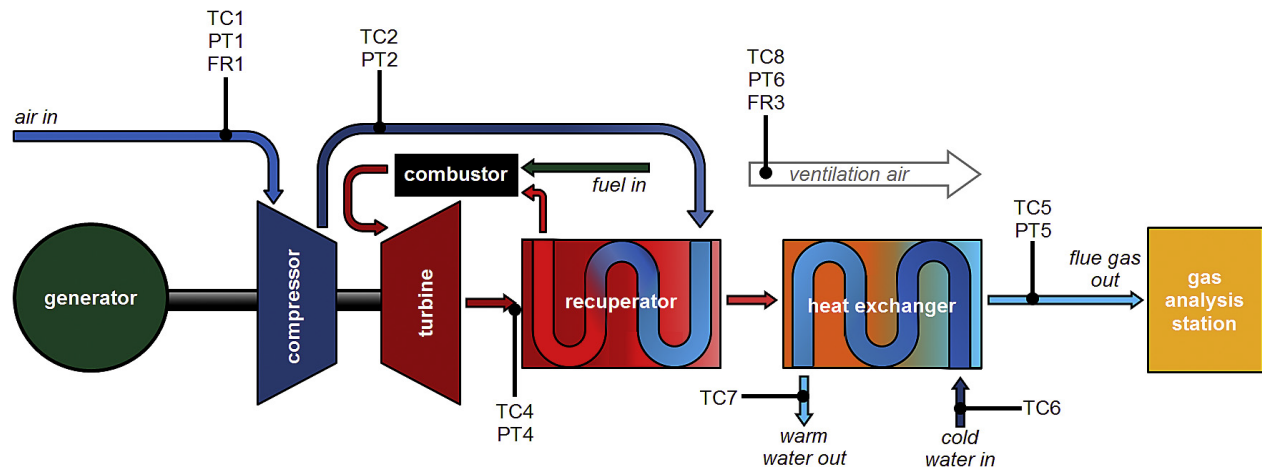 TC1
PT1
FR1
TC2
PT2
TC8
PT6
FR3
air in
combustor
fuel in
ventilation air
TC5
PT5
generator
compressor
turbine
recuperator
heat exchanger
flue gas
out
gas
analysis
station
TC4
PT4
TC7
TC6
warm
water out
cold
water in